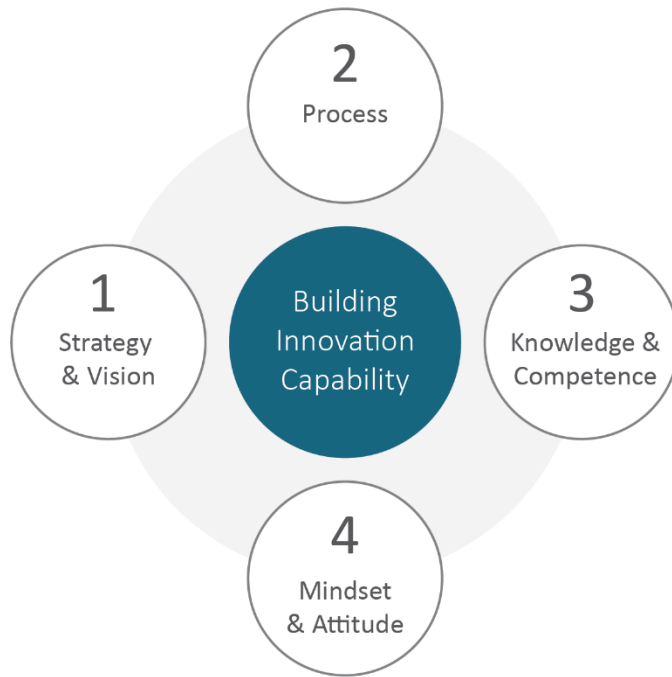 2
Process
1
Strategy
& Vision
Building
Innovation
Capability
3
Knowledge &
Competence
4
Mindset
& Attitude